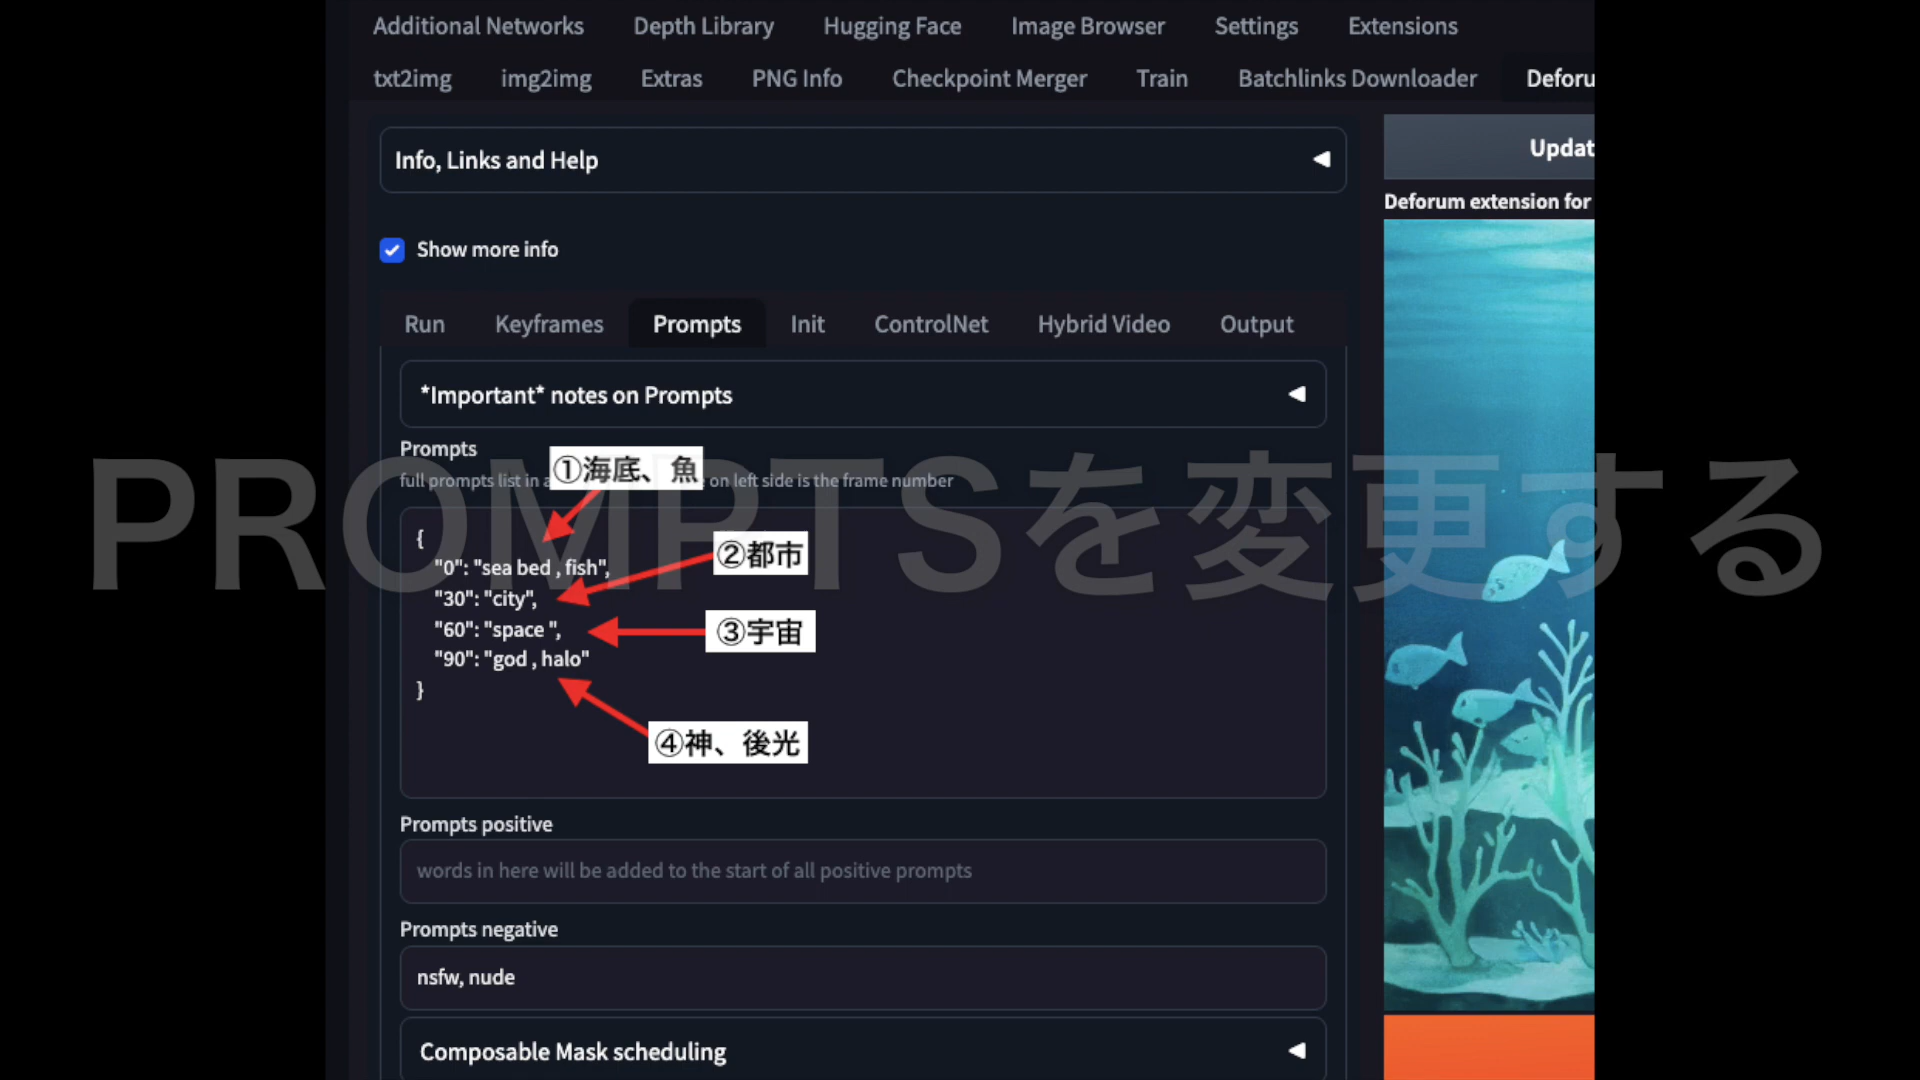 Additional Networks Depth Library Hugging Face Image Browser Settings Extensions
txt2img img2img Extras PNG Info Checkpoint Merger Train Batchlinks Downloader Deforu
Info, Links and Help
Updat
Deforum extension for
Show more info
Run Keyframes Prompts Init ControlNet Hybrid Video Output
*Important* notes on Prompts
Prompts
①海底、魚
full prompts list in a on left side is the frame number
PROMPTSを変更する
{
"0": "sea bed , fish",
②都市
"30": "city",
"60": "space ",
③宇宙
"90": "god , halo"
}
④神、後光
Prompts positive
words in here will be added to the start of all positive prompts
Prompts negative
nsfw, nude
Composable Mask scheduling